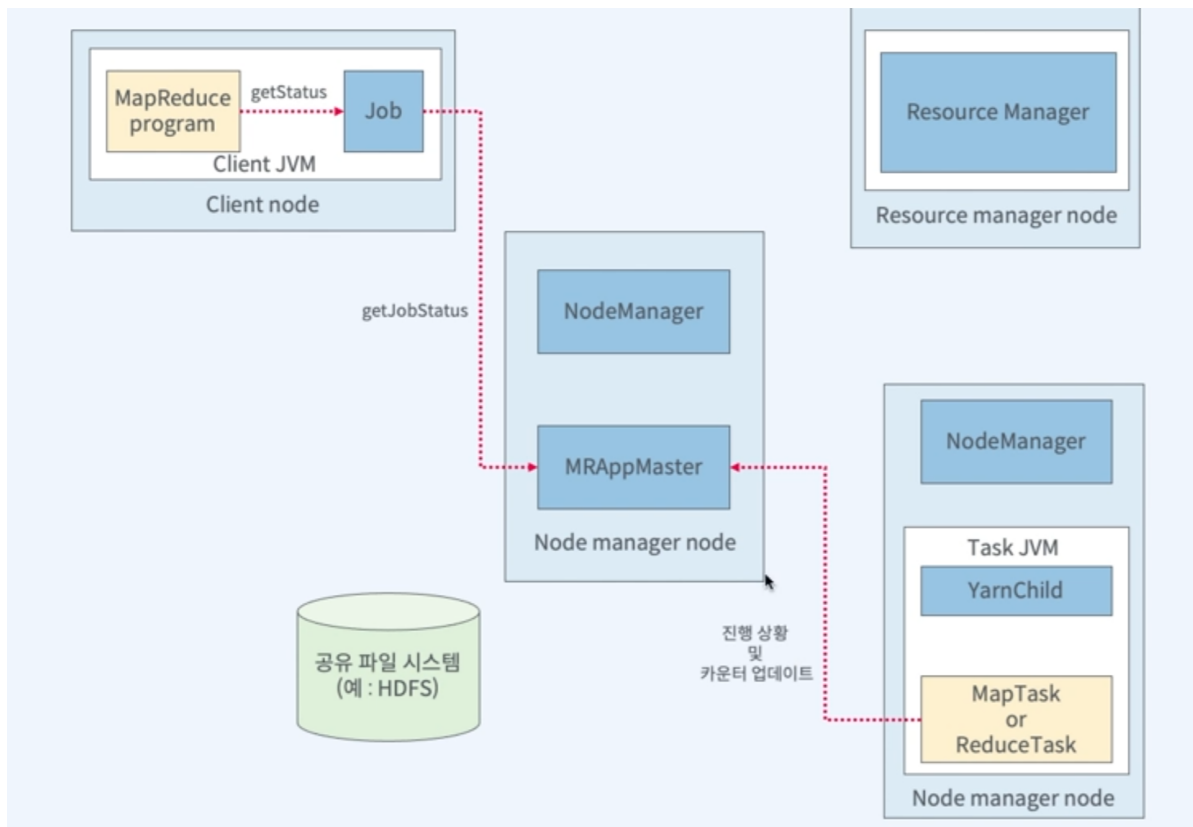 MapReduce
program
getStatus
Job
Client JVM
Client node
Resource Manager
Resource manager node
getJobStatus
NodeManager
MRAppMaster
Node manager node
NodeManager
Task JVM
YarnChild
MapTask
or
ReduceTask
Node manager node
진행 상황
및
카운터 업데이트
공유 파일 시스템
(예 : HDFS)